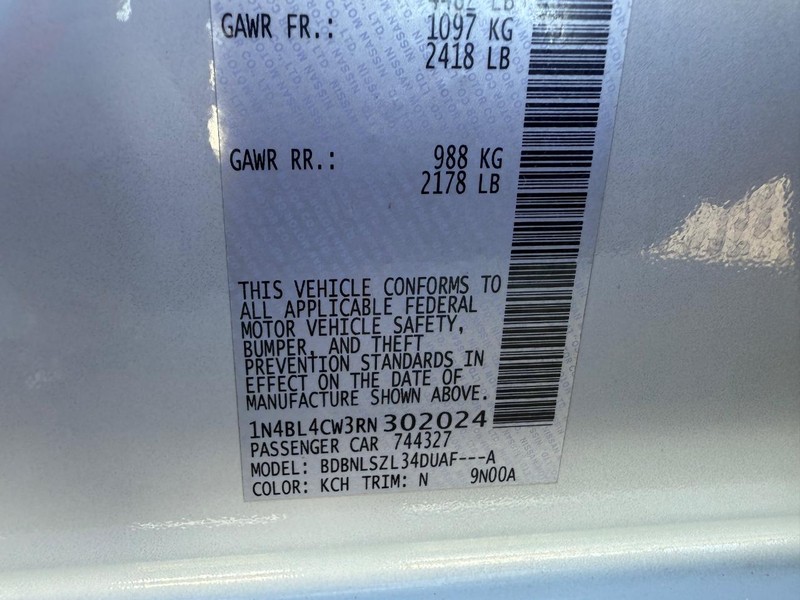 4462 LB
GAWR FR.: 1097 KG
2418 LB
GAWR RR.: 988 KG
2178 LB
THIS VEHICLE CONFORMS TO
ALL APPLICABLE FEDERAL
MOTOR VEHICLE SAFETY,
BUMPER, AND THEFT
PREVENTION STANDARDS IN
EFFECT ON THE DATE OF
MANUFACTURE SHOWN ABOVE.
1N4BL4CW3RN302024
PASSENGER CAR 744327
MODEL: BDBNLSZL34DUAF---A
COLOR: KCH TRIM: N 9N00A